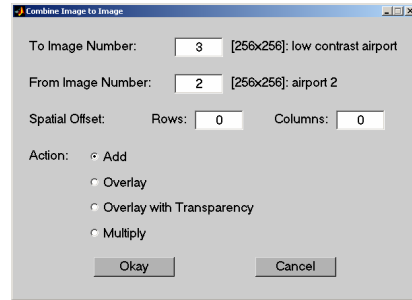 Combine Image to Image
To Image Number: 3 [256x256]: low contrast airport
From Image Number: 2 [256x256]: airport 2
Spatial Offset: Rows: 0 Columns: 0
Action: Add
Overlay
Overlay with Transparency
Multiply
Okay Cancel